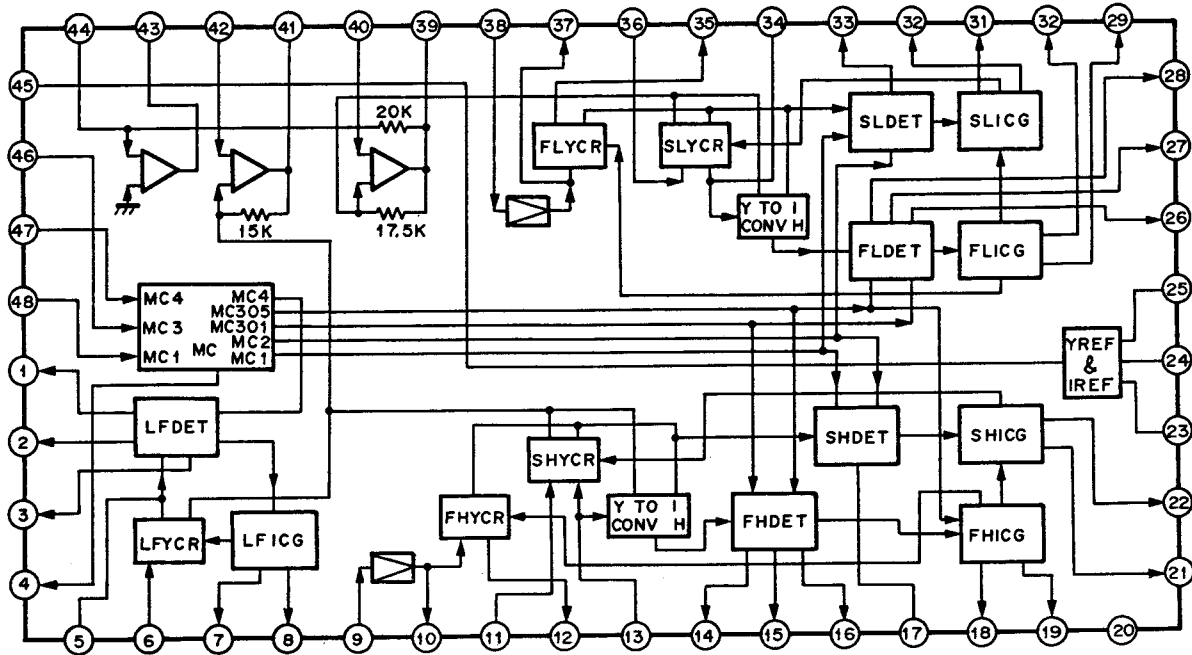 44 43 42 41 40 39 38 37 36 35 34 33 32 31 32 29
45
28
20K
SLDET
SLICG
FLYCR
SLYCR
46
27
15K
17.5K
Y TO I
CONV H
26
47
FLDET
FLICG
25
MC4 MC4
MC305
MC3 MC301
MC MC2
MC1 MC1
48
YREF
&
IREF
24
1
LFDET
23
2
SHDET
SHICG
SHYCR
22
3
FHYCR
Y TO I
CONV H
FHDET
LFYCR
LFICG
FHICG
21
4
5 6 7 8 9 10 11 12 13 14 15 16 17 18 19 20